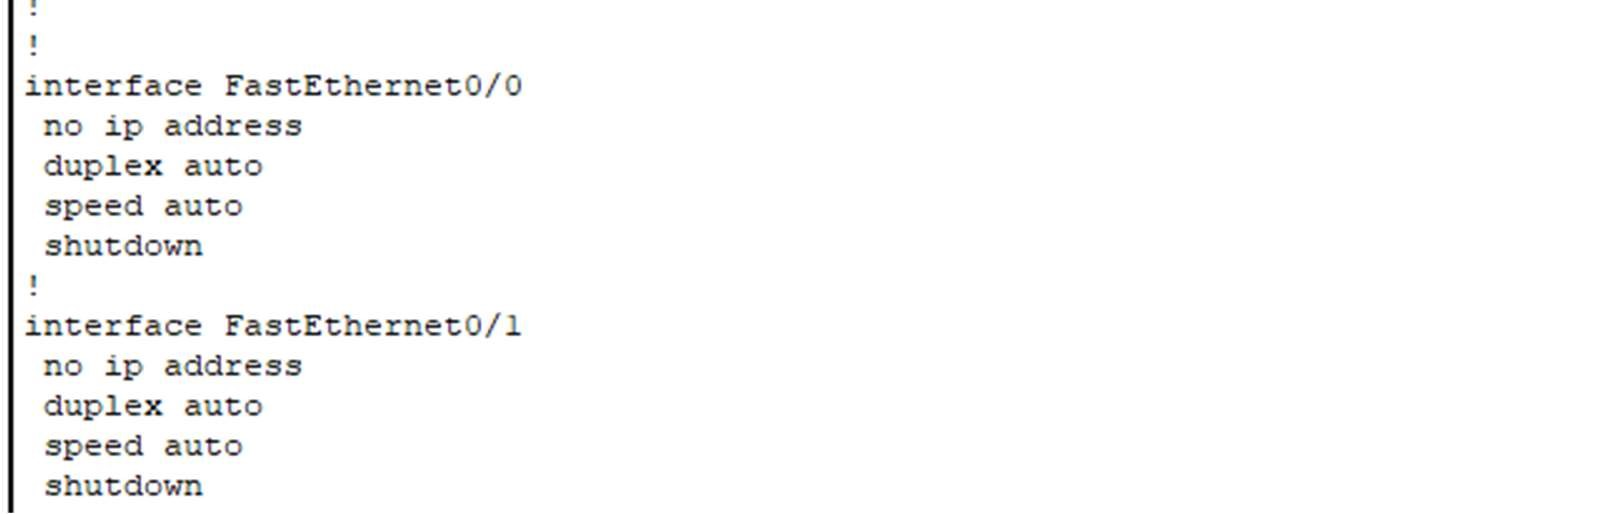 !
!
interface FastEthernet0/0
 no ip address
 duplex auto
 speed auto
 shutdown
!
interface FastEthernet0/1
 no ip address
 duplex auto
 speed auto
 shutdown